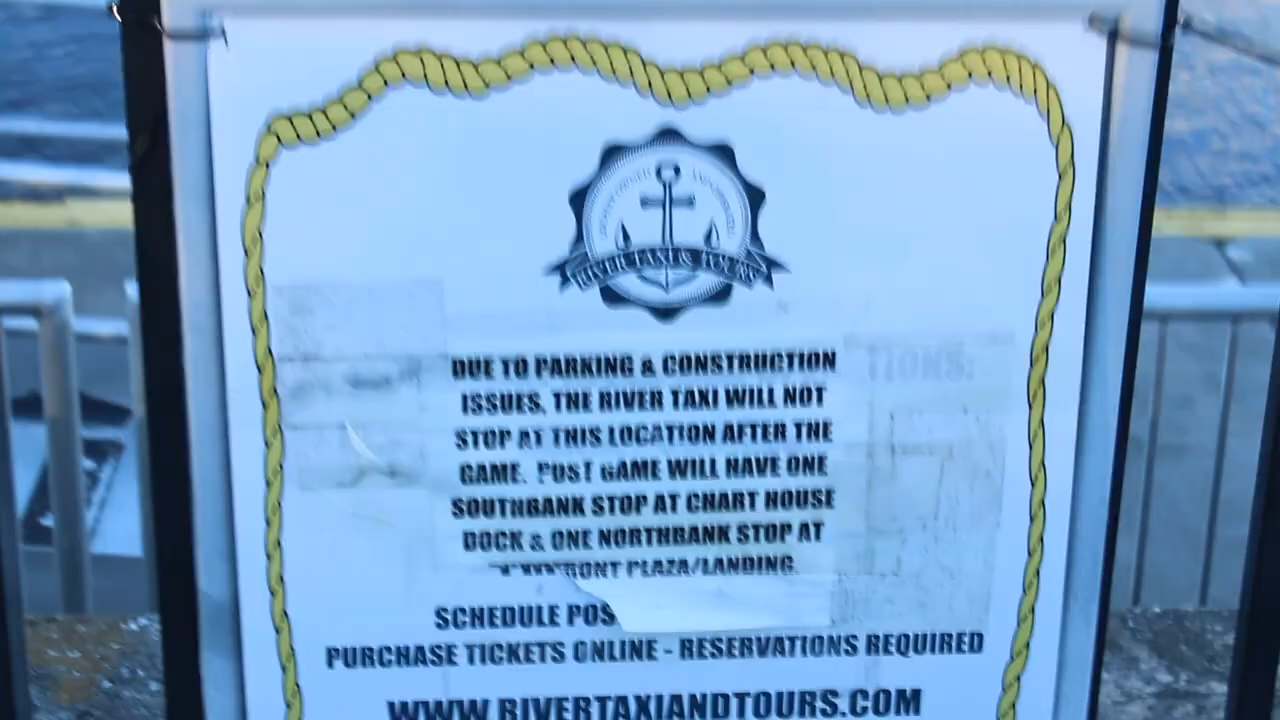 RIVER TAXI & TOURS
DUE TO PARKING & CONSTRUCTION
ISSUES, THE RIVER TAXI WILL NOT
STOP AT THIS LOCATION AFTER THE
GAME. POST GAME WILL HAVE ONE
SOUTHBANK STOP AT CHART HOUSE
DOCK & ONE NORTHBANK STOP AT
PLAZA/LANDING.
TIONS:
SCHEDULE POS
PURCHASE TICKETS ONLINE - RESERVATIONS REQUIRED
WWW.RIVERTAXIANDTOURS.COM